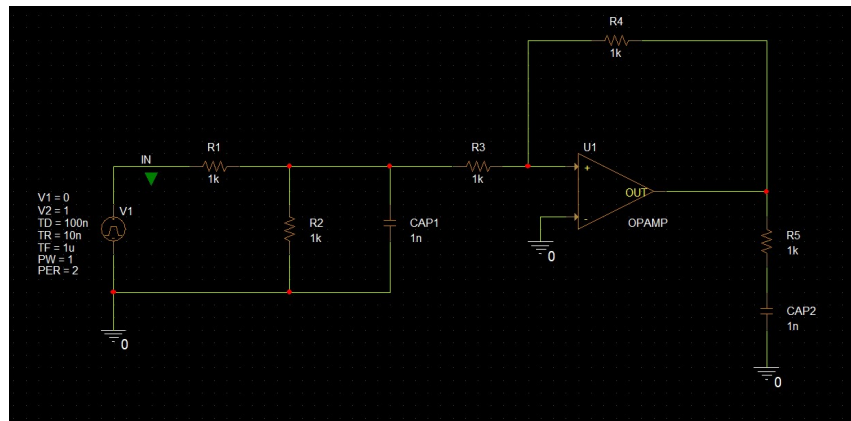 R4
1k
R1
1k
IN
R3
1k
U1
+
OUT
-
OPAMP
0
V1 = 0
V2 = 1
TD = 100n
TR = 10n
TF = 1u
PW = 1
PER = 2
V1
R2
1k
CAP1
1n
R5
1k
CAP2
1n
0
0